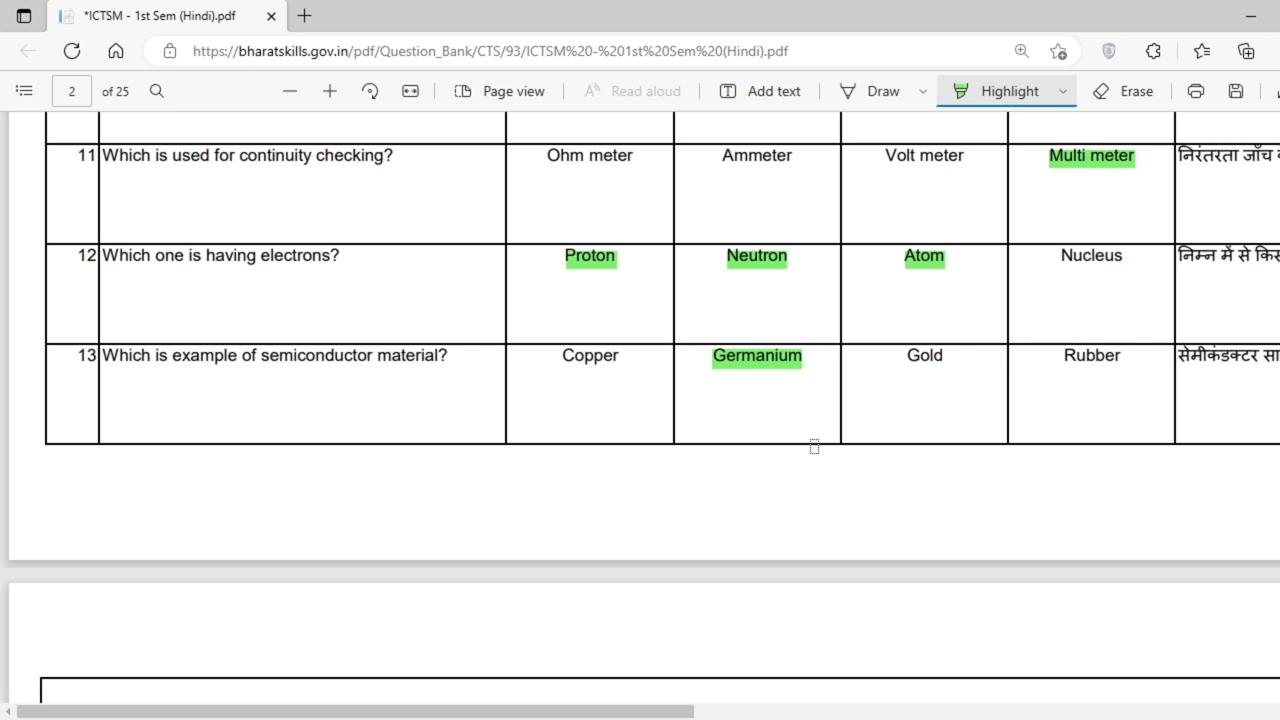 *ICTSM - 1st Sem (Hindi).pdf
https://bharatskills.gov.in/pdf/Question_Bank/CTS/93/ICTSM%20-%201st%20Sem%20(Hindi).pdf
2 of 25 Page view Read aloud Add text Draw Highlight Erase
11 Which is used for continuity checking? Ohm meter Ammeter Volt meter Multi meter निरंतरता जाँच
12 Which one is having electrons? Proton Neutron Atom Nucleus निम्न में से
13 Which is example of semiconductor material? Copper Germanium Gold Rubber सेमीकंडक्टर